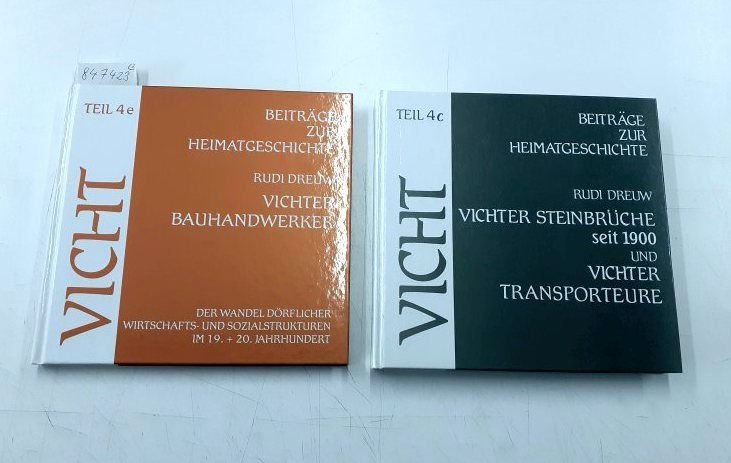 847423
TEIL 4e
BEITRÄGE
ZUR
HEIMATGESCHICHTE
RUDI DREUW
VICHTER
BAUHANDWERKER
VICHT
DER WANDEL DÖRFLICHER
WIRTSCHAFTS- UND SOZIALSTRUKTUREN
IM 19. + 20. JAHRHUNDERT
TEIL 4c
BEITRÄGE
ZUR
HEIMATGESCHICHTE
RUDI DREUW
VICHTER STEINBRÜCHE
seit 1900
UND
VICHTER
TRANSPORTEURE
VICHT